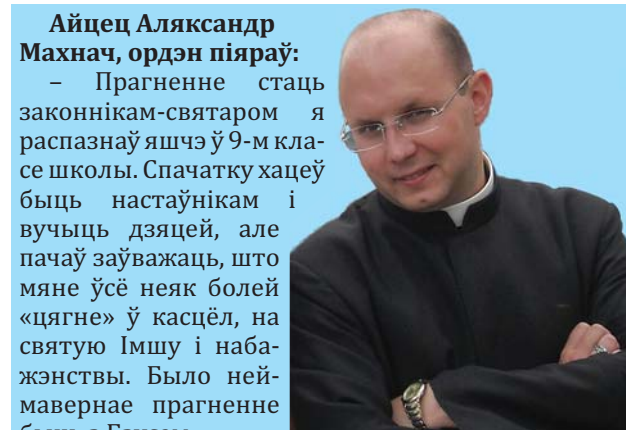 Айцец Аляксандр
Махнач, ордэн піяраў:
– Прагненне стаць
законнікам-святаром я
распазнаў яшчэ ў 9-м кла-
се школы. Спачатку хацеў
быць настаўнікам і
вучыць дзяцей, але
пачаў заўважаць, што
мяне ўсё неяк болей
«цягне» ў касцёл, на
святую Імшу і наба-
жэнствы. Было ней-
мавернае прагненне